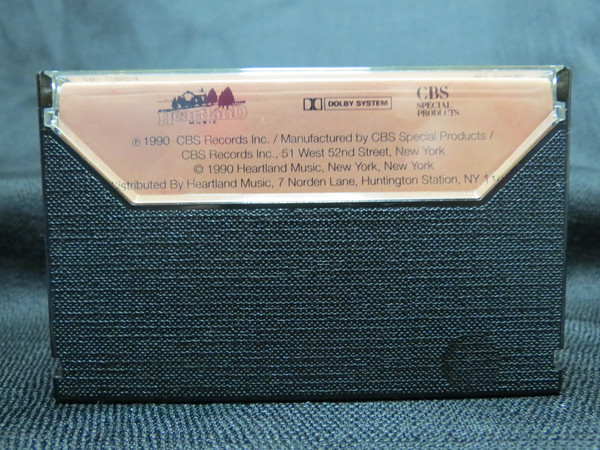 Heartland
MUSIC
DOLBY SYSTEM
CBS
SPECIAL
PRODUCTS
℗ 1990 CBS Records Inc. / Manufactured by CBS Special Products /
CBS Records Inc., 51 West 52nd Street, New York
© 1990 Heartland Music, New York, New York
istributed By Heartland Music, 7 Norden Lane, Huntington Station, NY 11